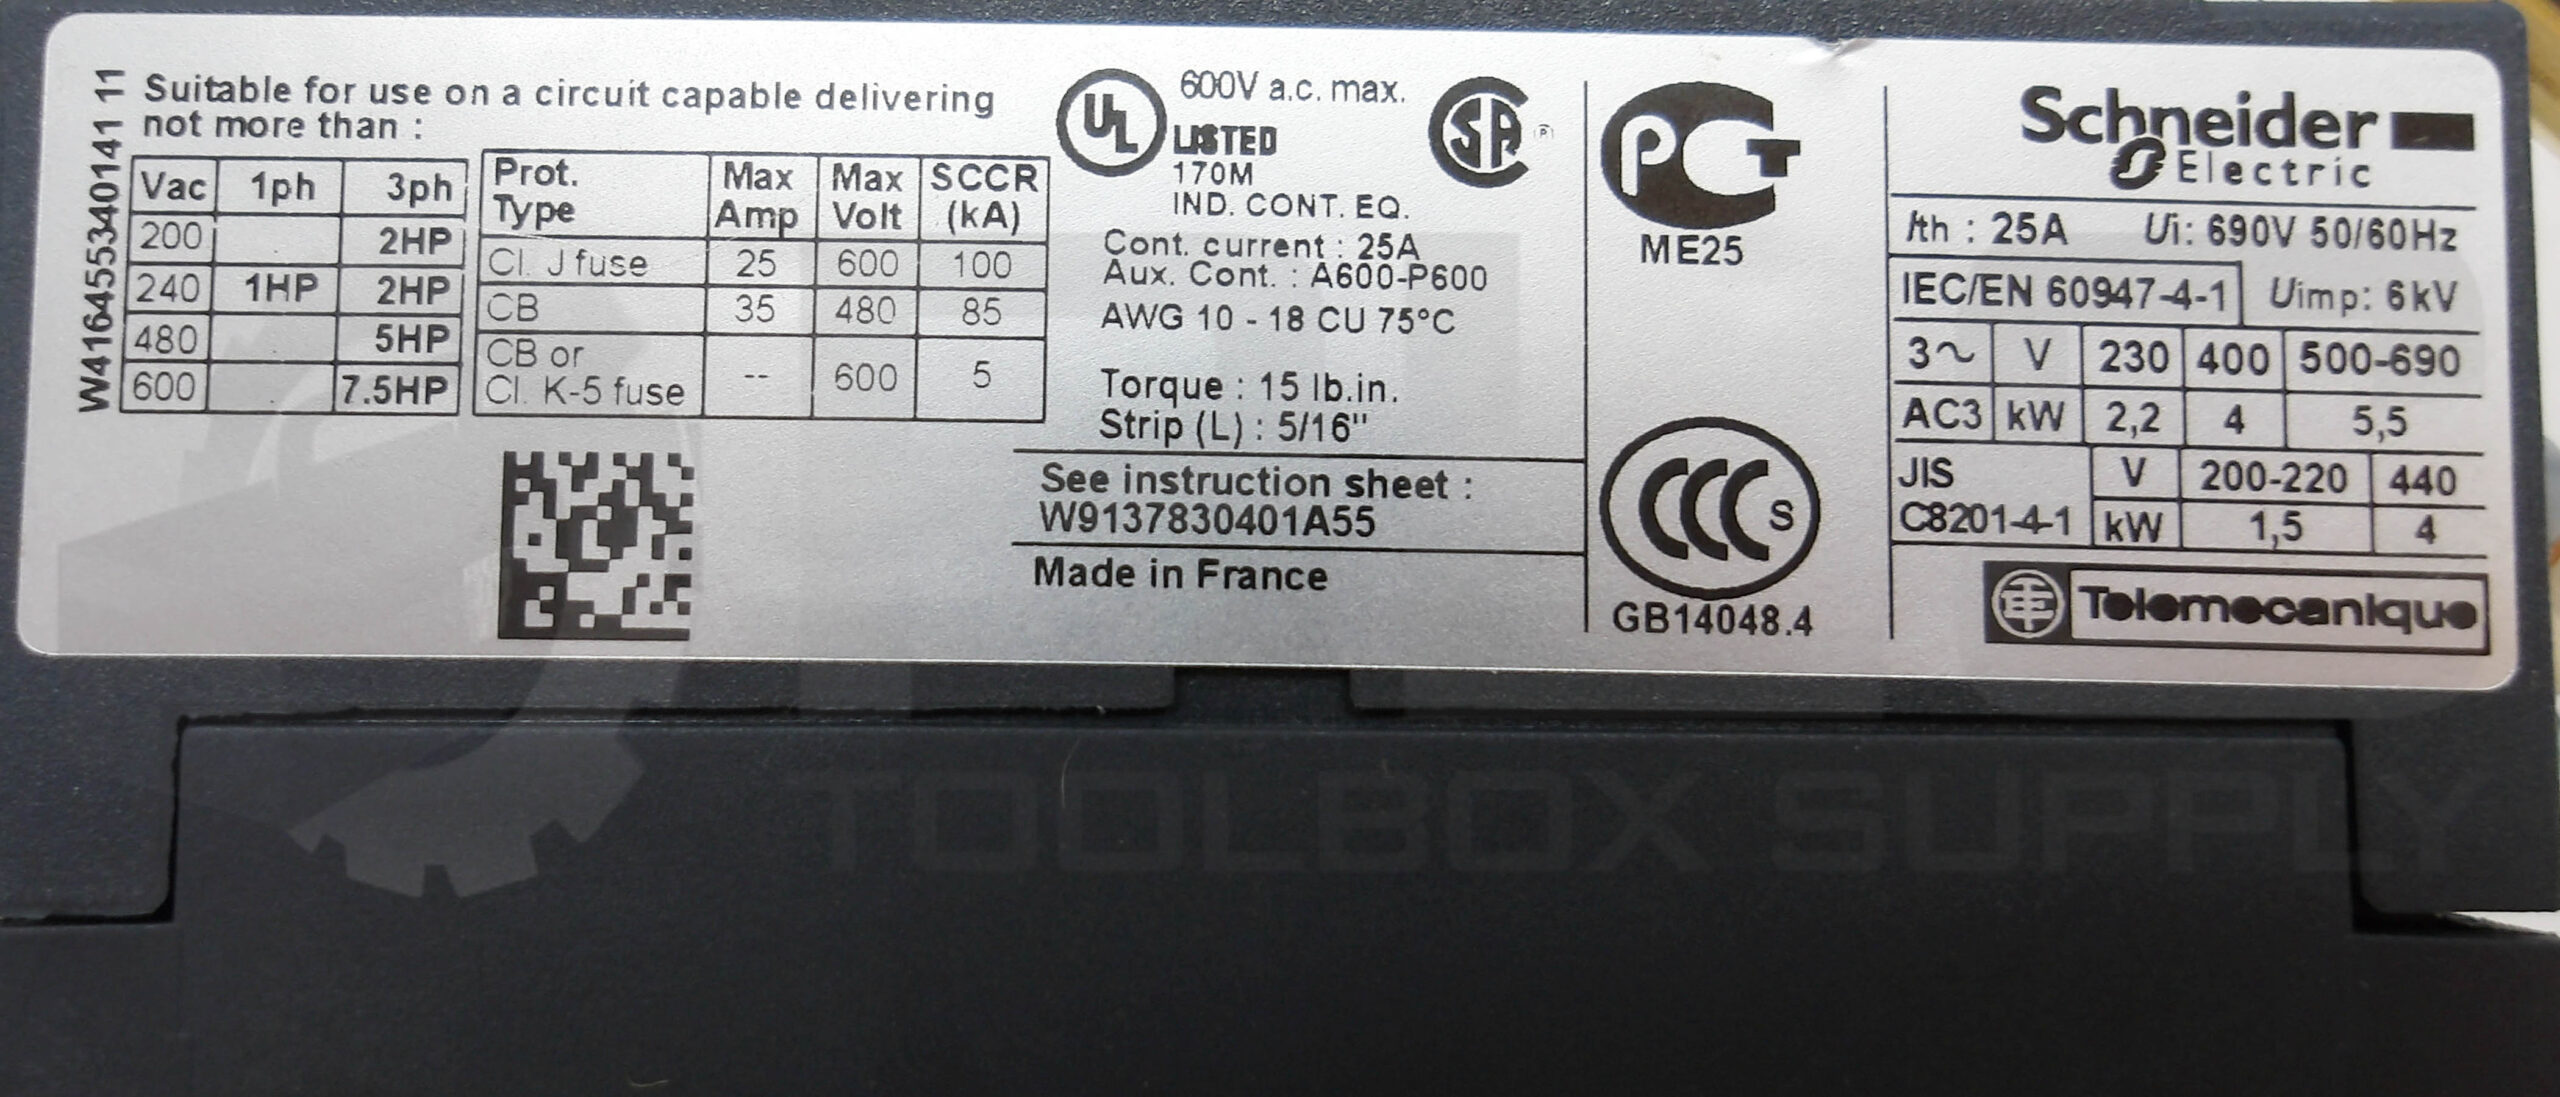 W41645534014​1 11
Suitable for use on a circuit capable delivering
not more than :
Vac 1ph 3ph
200 2HP
240 1HP 2HP
480 5HP
600 7.5HP
Prot. Type Max Amp Max Volt SCCR (kA)
Cl. J fuse 25 600 100
CB 35 480 85
CB or
Cl. K-5 fuse -- 600 5
UL
600V a.c. max.
LISTED
170M
IND. CONT. EQ.
SA
Cont. current : 25A
Aux. Cont. : A600-P600
AWG 10 - 18 CU 75°C
Torque : 15 lb.in.
Strip (L) : 5/16"
See instruction sheet :
W9137830401A55
Made in France
PCT
ME25
CCC S
GB14048.4
Schneider
Electric
Ith : 25A Ui: 690V 50/60Hz
IEC/EN 60947-4-1 Uimp: 6kV
3~ V 230 400 500-690
AC3 kW 2,2 4 5,5
JIS
C8201-4-1
V 200-220 440
kW 1,5 4
Telemecanique
TOOLBOX SUPPLY